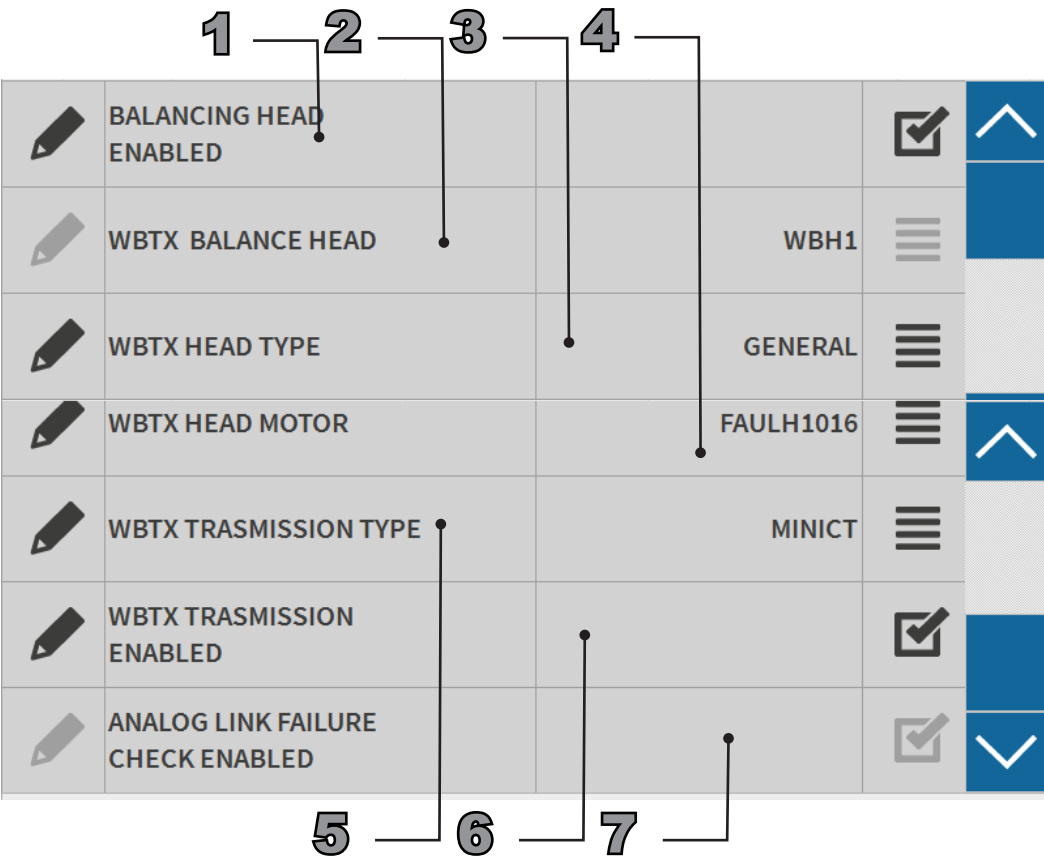 1 2 3 4
BALANCING HEAD
ENABLED
WBTX BALANCE HEAD WBH1
WBTX HEAD TYPE GENERAL
WBTX HEAD MOTOR FAULH1016
WBTX TRASMISSION TYPE MINICT
WBTX TRASMISSION
ENABLED
ANALOG LINK FAILURE
CHECK ENABLED
5 6 7